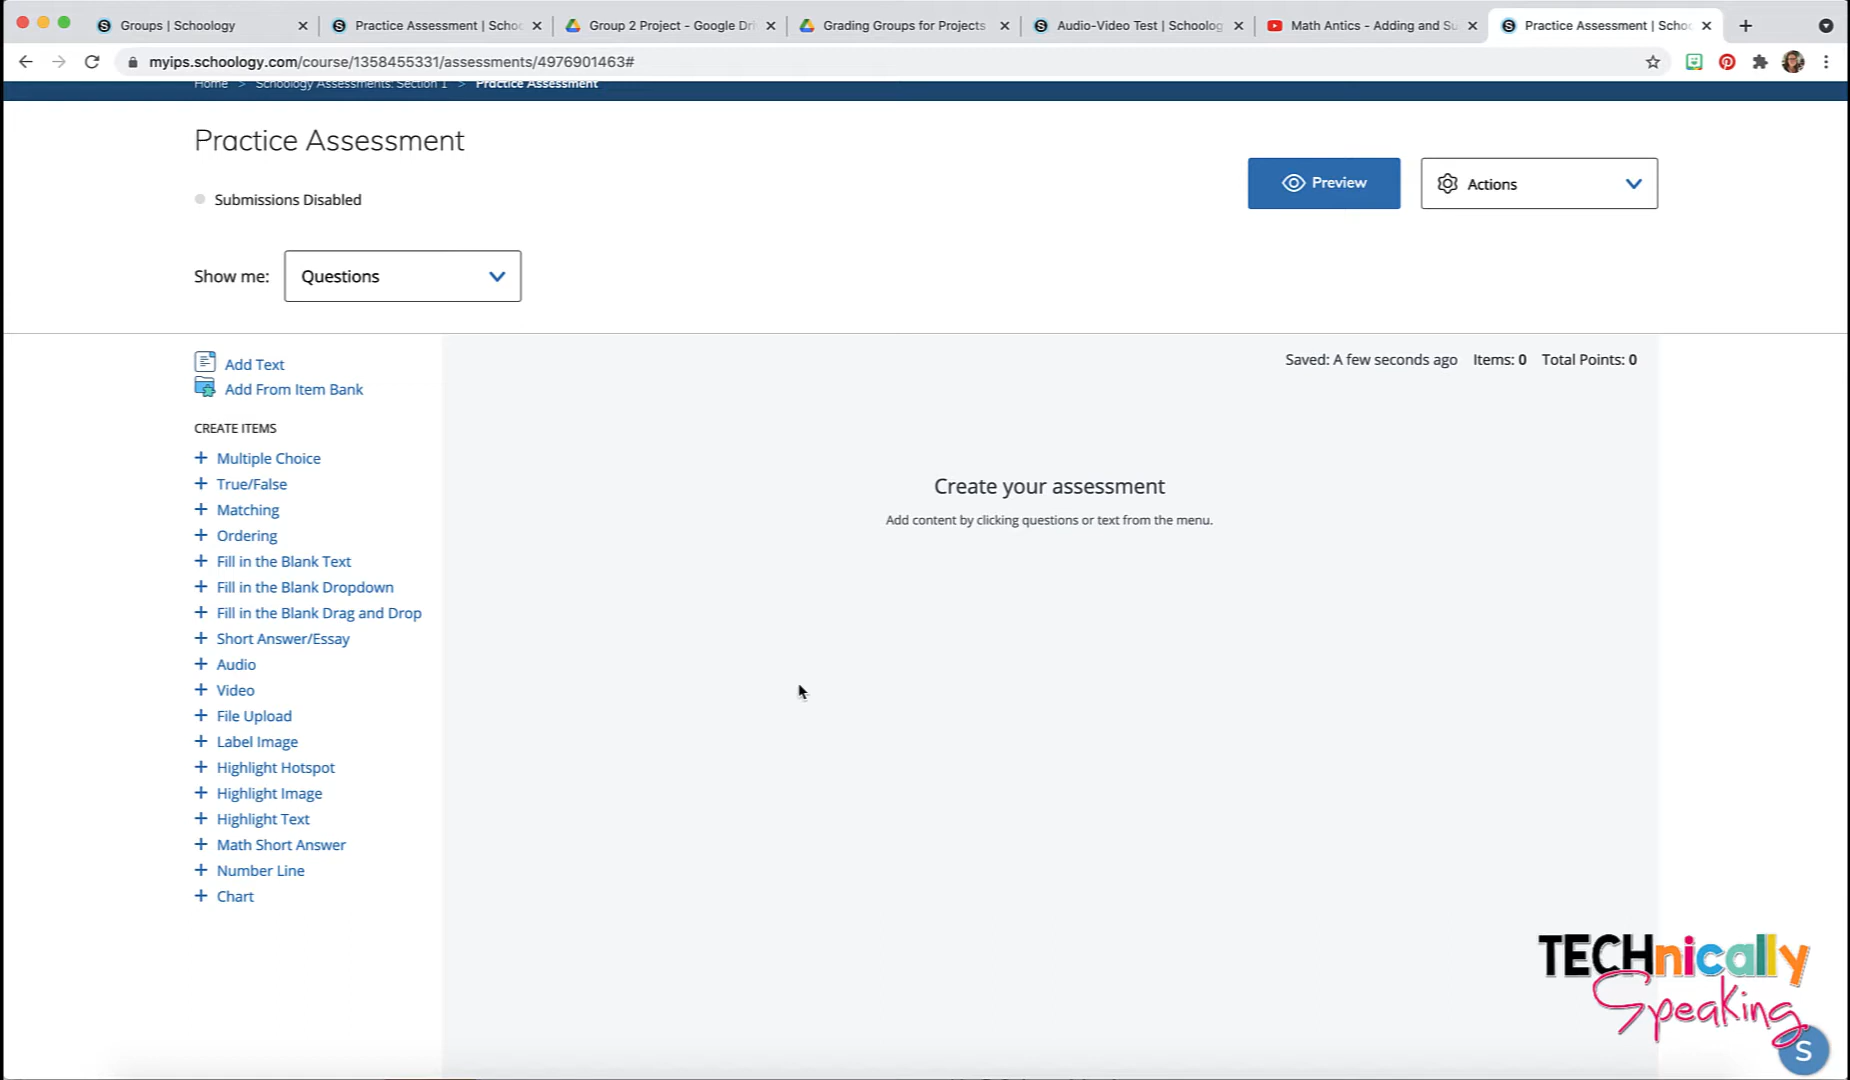 Groups | Schoology
Practice Assessment | Schoo
Group 2 Project - Google Dri
Grading Groups for Projects
Audio-Video Test | Schoolog
Math Antics - Adding and Su
Practice Assessment | Schoo
myips.schoology.com/course/1358455331/assessments/4976901463#
Home > Schoology Assessments: Section 1 > Practice Assessment
Practice Assessment
Preview
Actions
Submissions Disabled
Show me: Questions
Saved: A few seconds ago Items: 0 Total Points: 0
Add Text
Add From Item Bank
CREATE ITEMS
+ Multiple Choice
+ True/False
+ Matching
+ Ordering
+ Fill in the Blank Text
+ Fill in the Blank Dropdown
+ Fill in the Blank Drag and Drop
+ Short Answer/Essay
+ Audio
+ Video
+ File Upload
+ Label Image
+ Highlight Hotspot
+ Highlight Image
+ Highlight Text
+ Math Short Answer
+ Number Line
+ Chart
Create your assessment
Add content by clicking questions or text from the menu.
TECHnically
Speaking
S